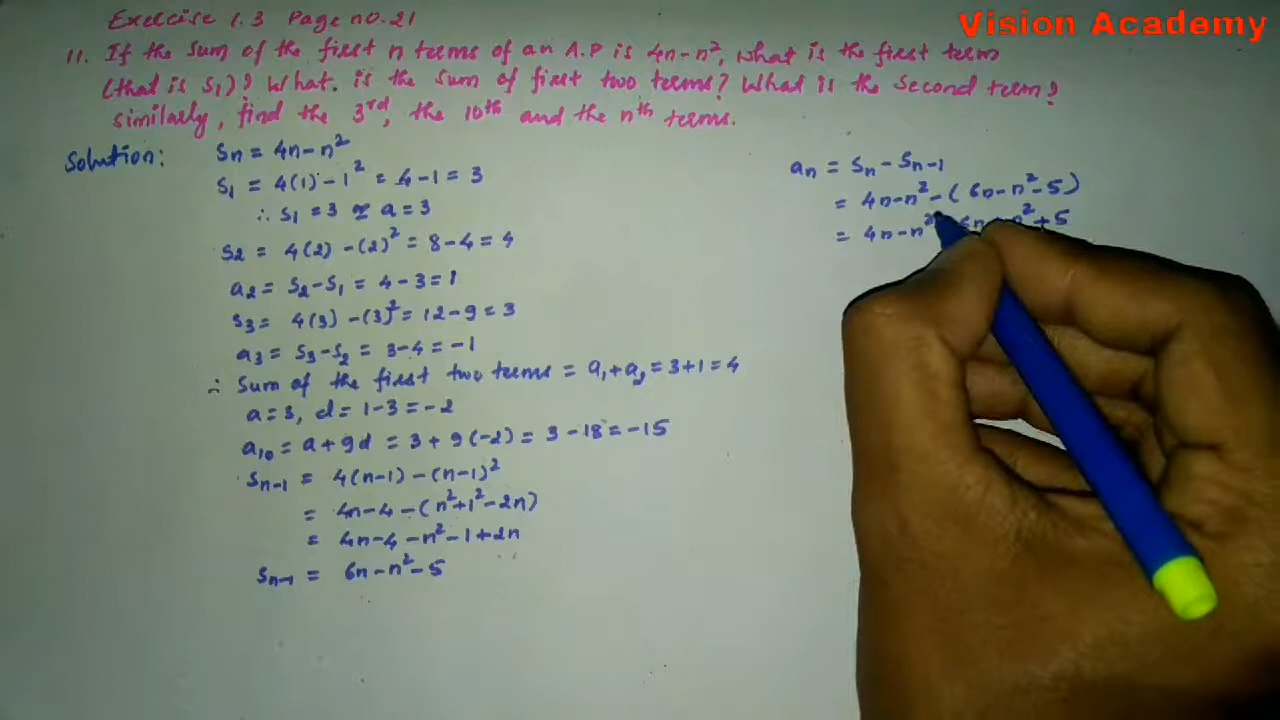 Exercise 1.3 Page no. 21
Vision Academy
11. If the sum of the first n terms of an A.P is 4n-n², what is the first term
(that is S₁)? What is the sum of first two terms? What is the second term?
similarly, find the 3rd, the 10th and the nth terms.
Solution:
Sn = 4n-n²
S₁ = 4(1)-1² = 4-1 = 3
∴ S₁ = 3 or a = 3
S₂ = 4(2)-(2)² = 8-4 = 4
a₂ = S₂-S₁ = 4-3 = 1
S₃ = 4(3)-(3)² = 12-9 = 3
a₃ = S₃-S₂ = 3-4 = -1
∴ Sum of the first two terms = a₁+a₂ = 3+1 = 4
a = 3, d = 1-3 = -2
a₁₀ = a+9d = 3+9(-2) = 3-18 = -15
Sn-1 = 4(n-1)-(n-1)²
= 4n-4-(n²+1²-2n)
= 4n-4-n²-1+2n
Sn-1 = 6n-n²-5
an = Sn - Sn-1
= 4n-n²-(6n-n²-5)
= 4n-n² 6n n²+5